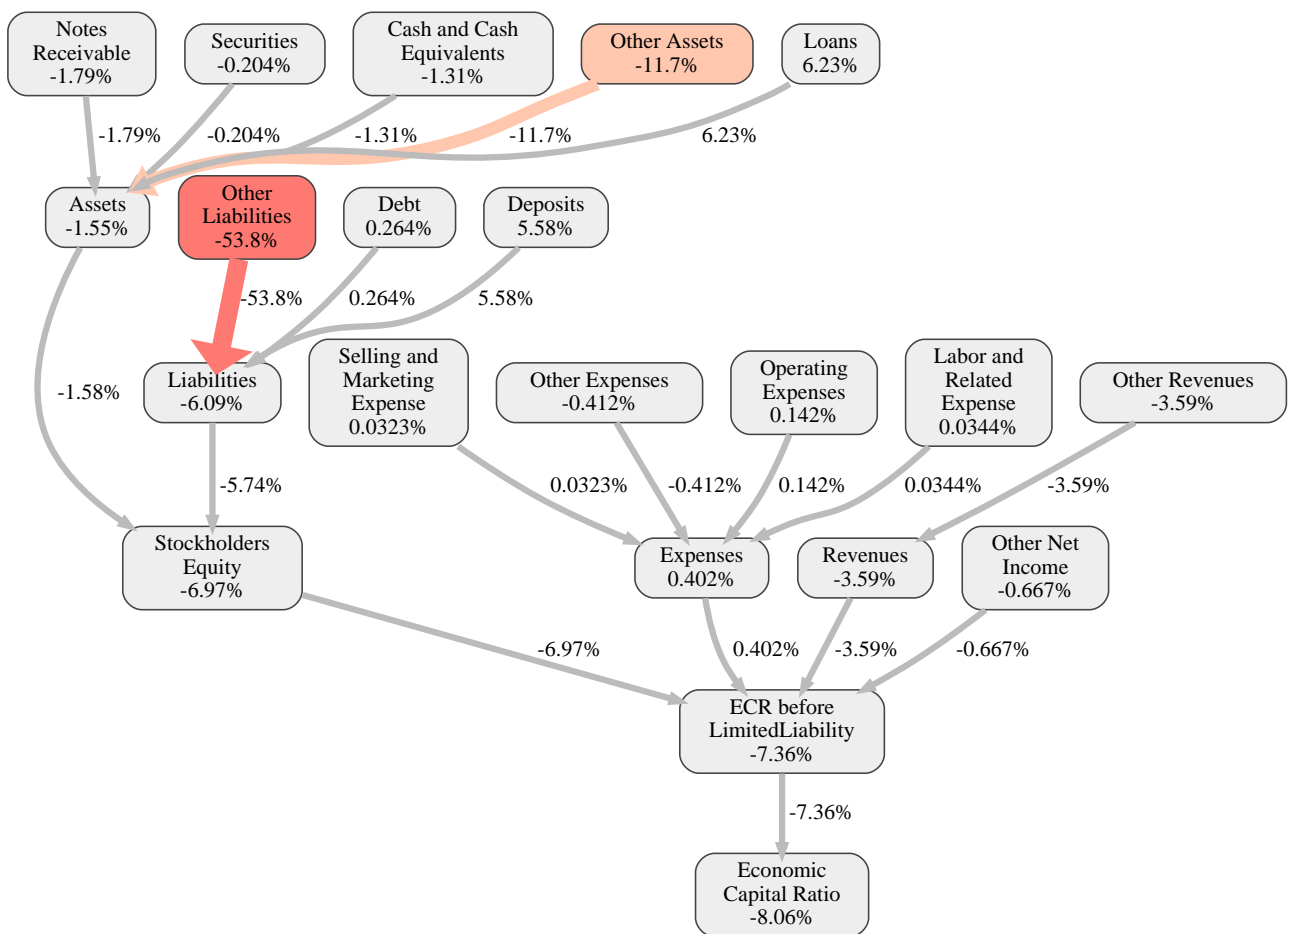 Notes
Receivable
-1.79%
Securities
-0.204%
Cash and Cash
Equivalents
-1.31%
Other Assets
-11.7%
Loans
6.23%
-1.79%
-0.204%
-1.31%
-11.7%
6.23%
Assets
-1.55%
Other
Liabilities
-53.8%
Debt
0.264%
Deposits
5.58%
-53.8%
0.264%
5.58%
Liabilities
-6.09%
Selling and
Marketing
Expense
0.0323%
Other Expenses
-0.412%
Operating
Expenses
0.142%
Labor and
Related
Expense
0.0344%
Other Revenues
-3.59%
-1.58%
-5.74%
0.0323%
-0.412%
0.142%
0.0344%
-3.59%
Stockholders
Equity
-6.97%
Expenses
0.402%
Revenues
-3.59%
Other Net
Income
-0.667%
-6.97%
0.402%
-3.59%
-0.667%
ECR before
LimitedLiability
-7.36%
-7.36%
Economic
Capital Ratio
-8.06%